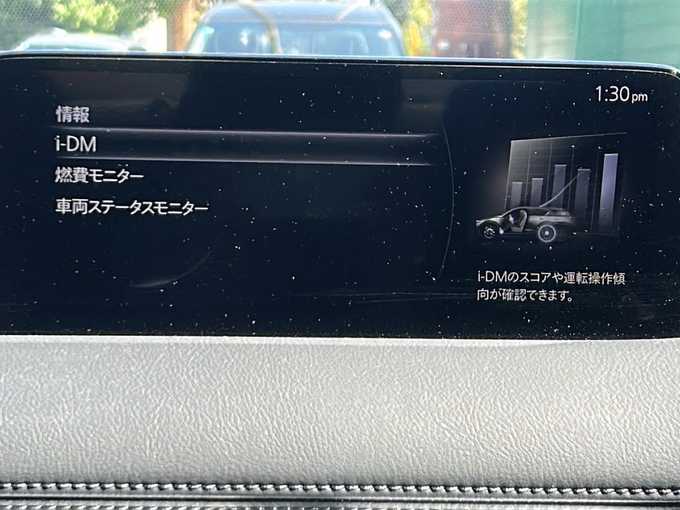 1:30pm
情報
i-DM
燃費モニター
車両ステータスモニター
i-DMのスコアや運転操作傾
向が確認できます。